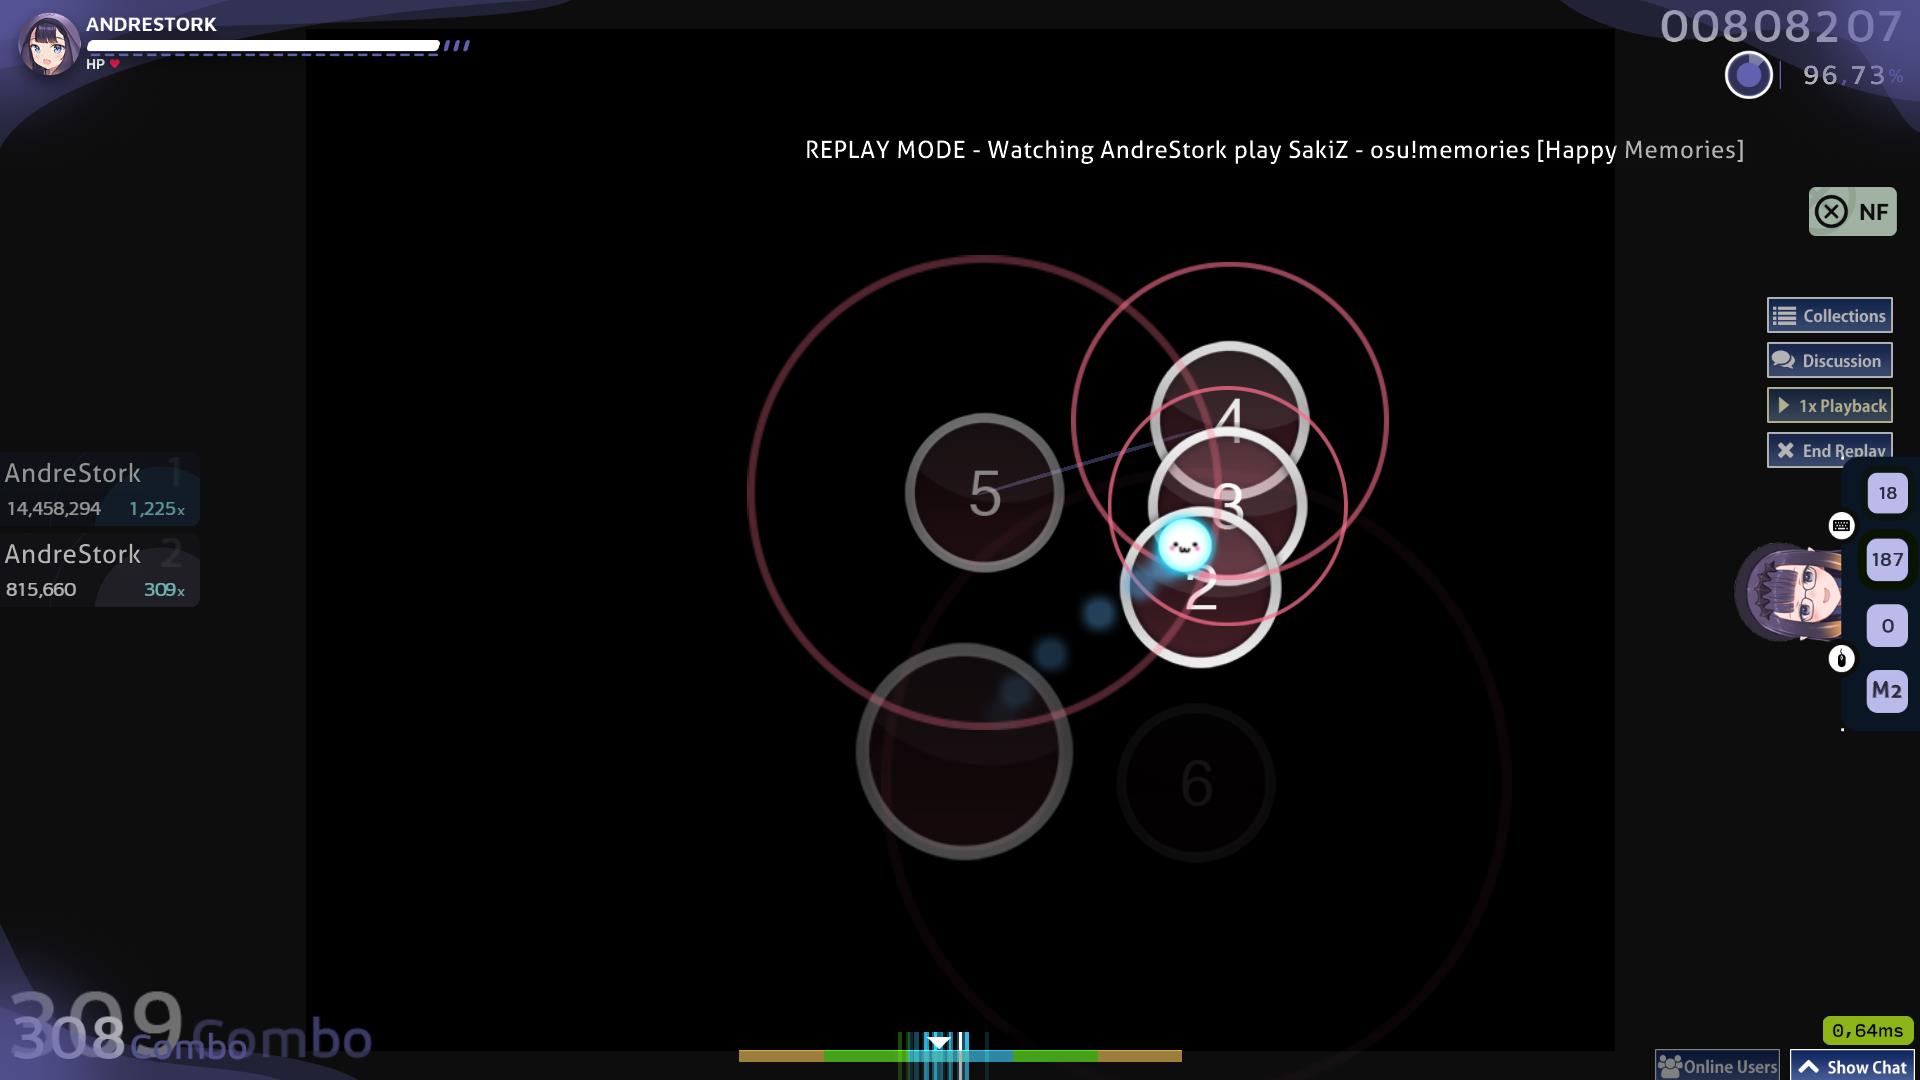 ANDRESTORK
HP
00808207
96,73%
REPLAY MODE - Watching AndreStork play SakiZ - osu!memories [Happy Memories]
NF
Collections
Discussion
1x Playback
End Replay
AndreStork 1
14,458,294 1,225x
AndreStork 2
815,660 309x
18
187
0
M2
4
3
2
5
6
309 Combo
308 Combo
0,64ms
Online Users
Show Chat